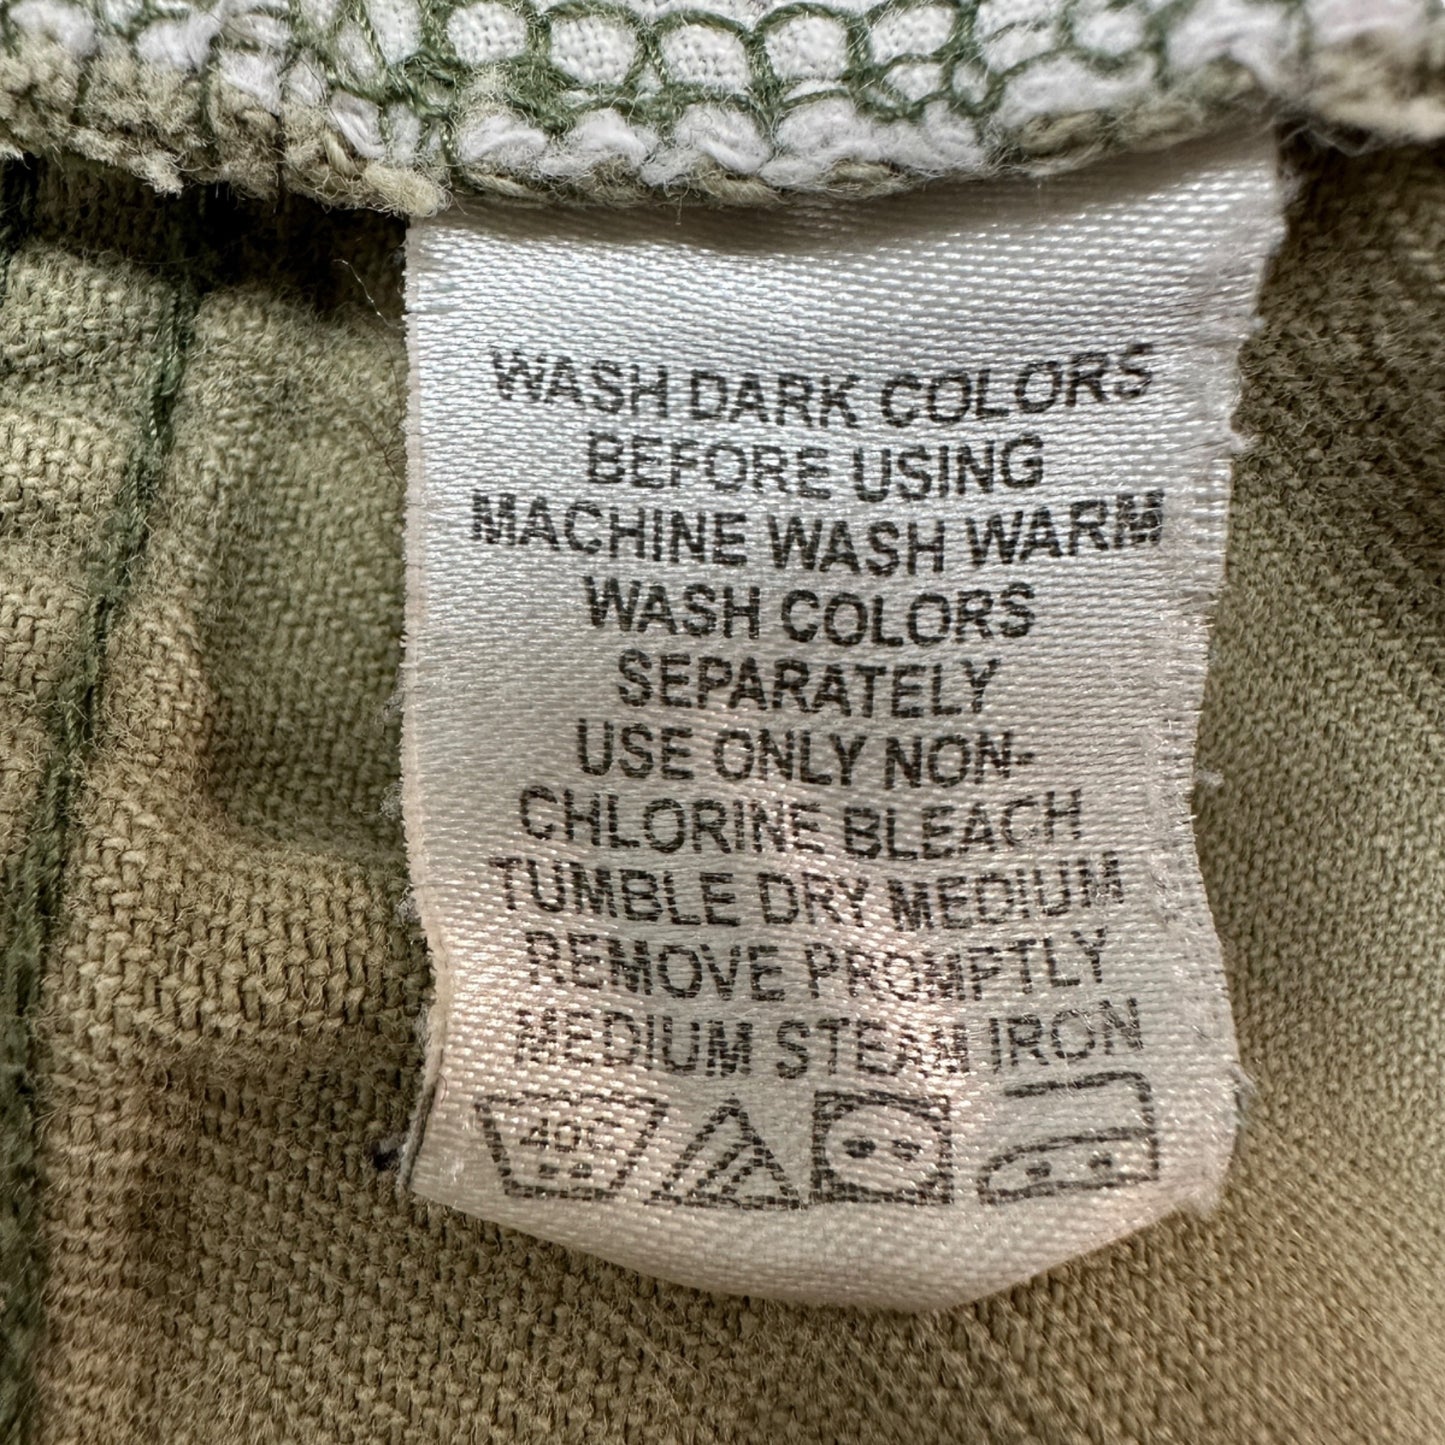 WASH DARK COLORS
BEFORE USING
MACHINE WASH WARM
WASH COLORS
SEPARATELY
USE ONLY NON-
CHLORINE BLEACH
TUMBLE DRY MEDIUM
REMOVE PROMPTLY
MEDIUM STEAM IRON
40C